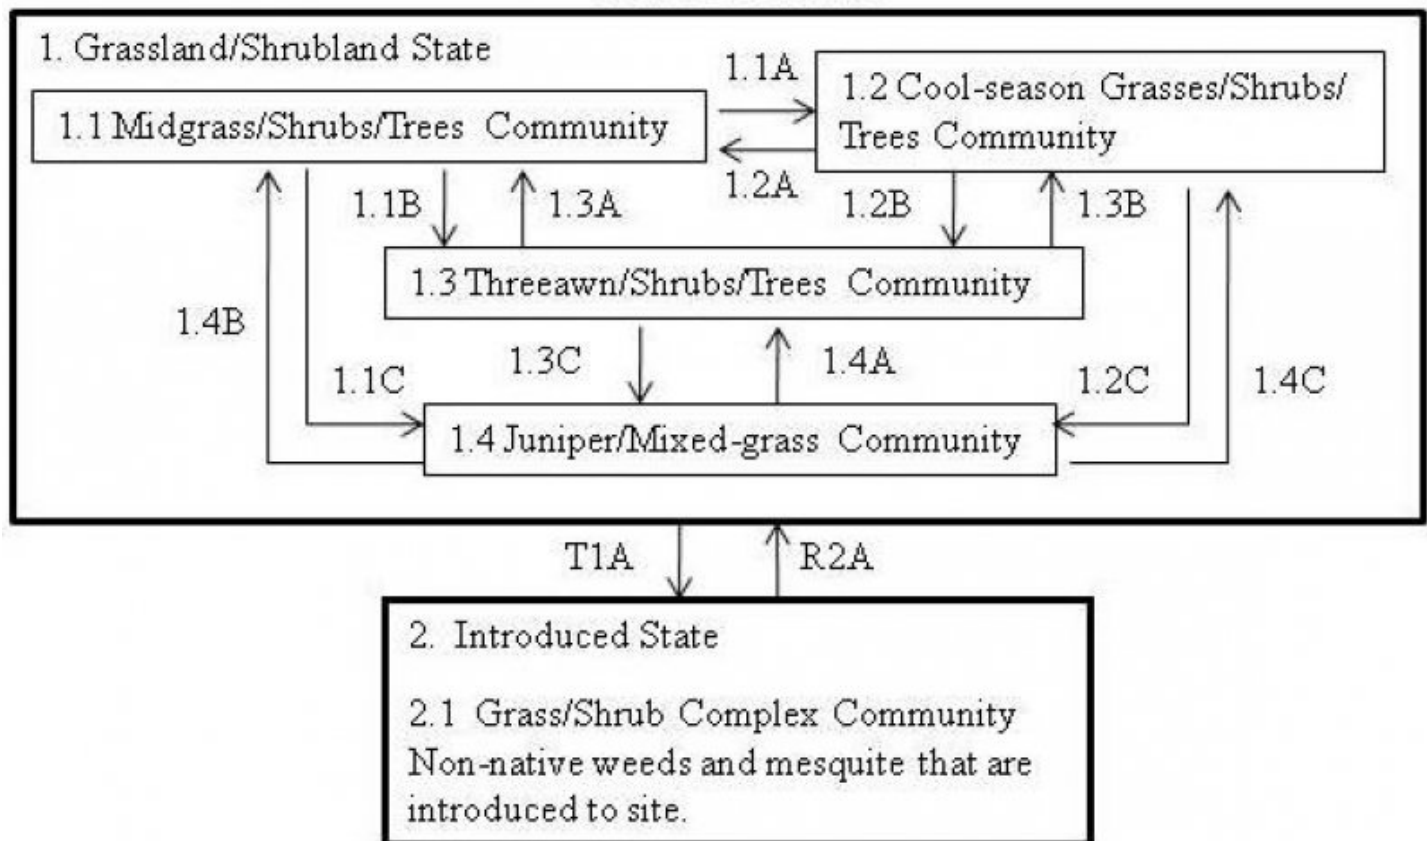 1. Grassland/Shrubland State
1.1A
1.1 Midgrass/Shrubs/Trees Community
1.2 Cool-season Grasses/Shrubs/
Trees Community
1.2A
1.1B
1.3A
1.2B
1.3B
1.3 Threeawn/Shrubs/Trees Community
1.4B
1.3C
1.4A
1.1C
1.2C
1.4C
1.4 Juniper/Mixed-grass Community
T1A
R2A
2. Introduced State
2.1 Grass/Shrub Complex Community
Non-native weeds and mesquite that are
introduced to site.